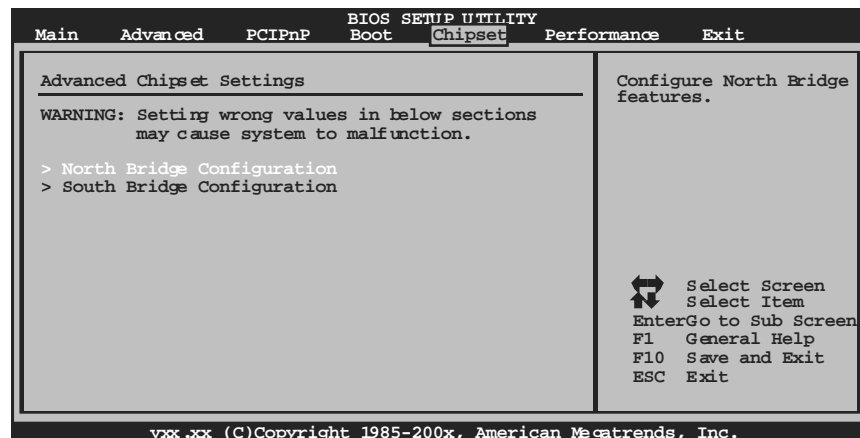 BIOS SETUP UTILITY
Main Advanced PCIPnP Boot Chipset Performance Exit
Advanced Chipset Settings
WARNING: Setting wrong values in below sections
may cause system to malfunction.
> North Bridge Configuration
> South Bridge Configuration
Configure North Bridge
features.
Select Screen
Select Item
Enter Go to Sub Screen
F1 General Help
F10 Save and Exit
ESC Exit
vxx.xx (C)Copyright 1985-200x, American Megatrends, Inc.